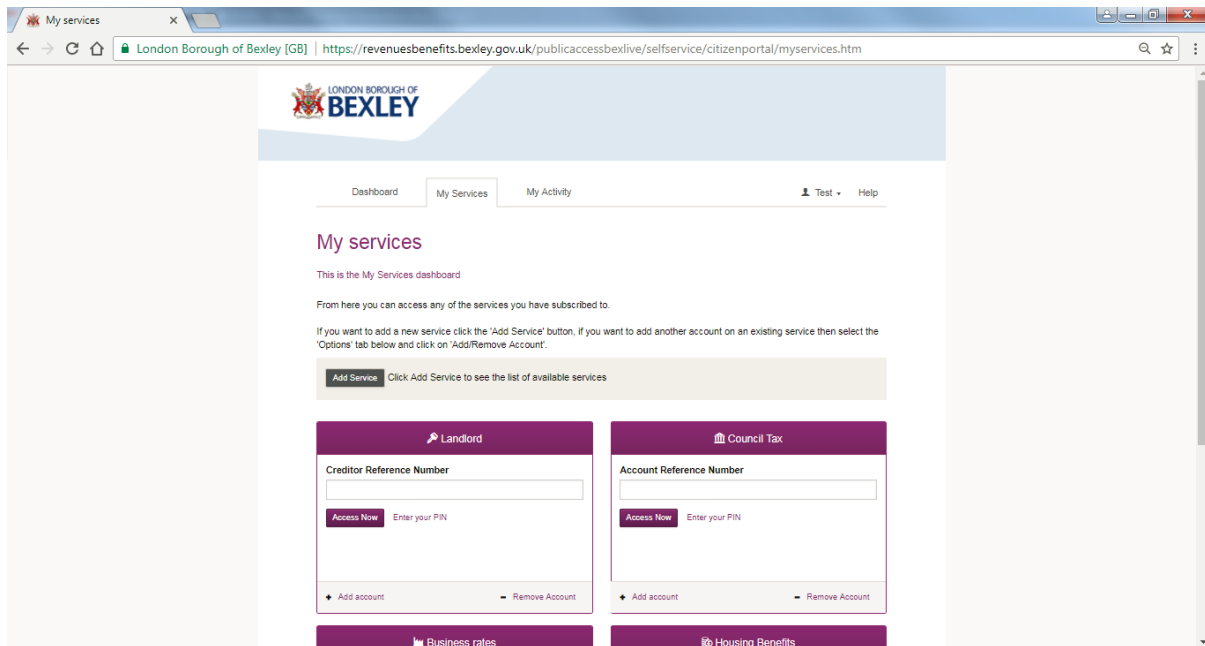 My services
London Borough of Bexley [GB] | https://revenuesbenefits.bexley.gov.uk/publicaccessbexlive/selfservice/citizenportal/myservices.htm
LONDON BOROUGH OF
BEXLEY
Dashboard My Services My Activity Test Help
My services
This is the My Services dashboard
From here you can access any of the services you have subscribed to.
If you want to add a new service click the 'Add Service' button, if you want to add another account on an existing service then select the
'Options' tab below and click on 'Add/Remove Account'.
Add Service Click Add Service to see the list of available services
Landlord
Creditor Reference Number
Access Now Enter your PIN
+ Add account - Remove Account
Council Tax
Account Reference Number
Access Now Enter your PIN
+ Add account - Remove Account
Business rates
Housing Benefits